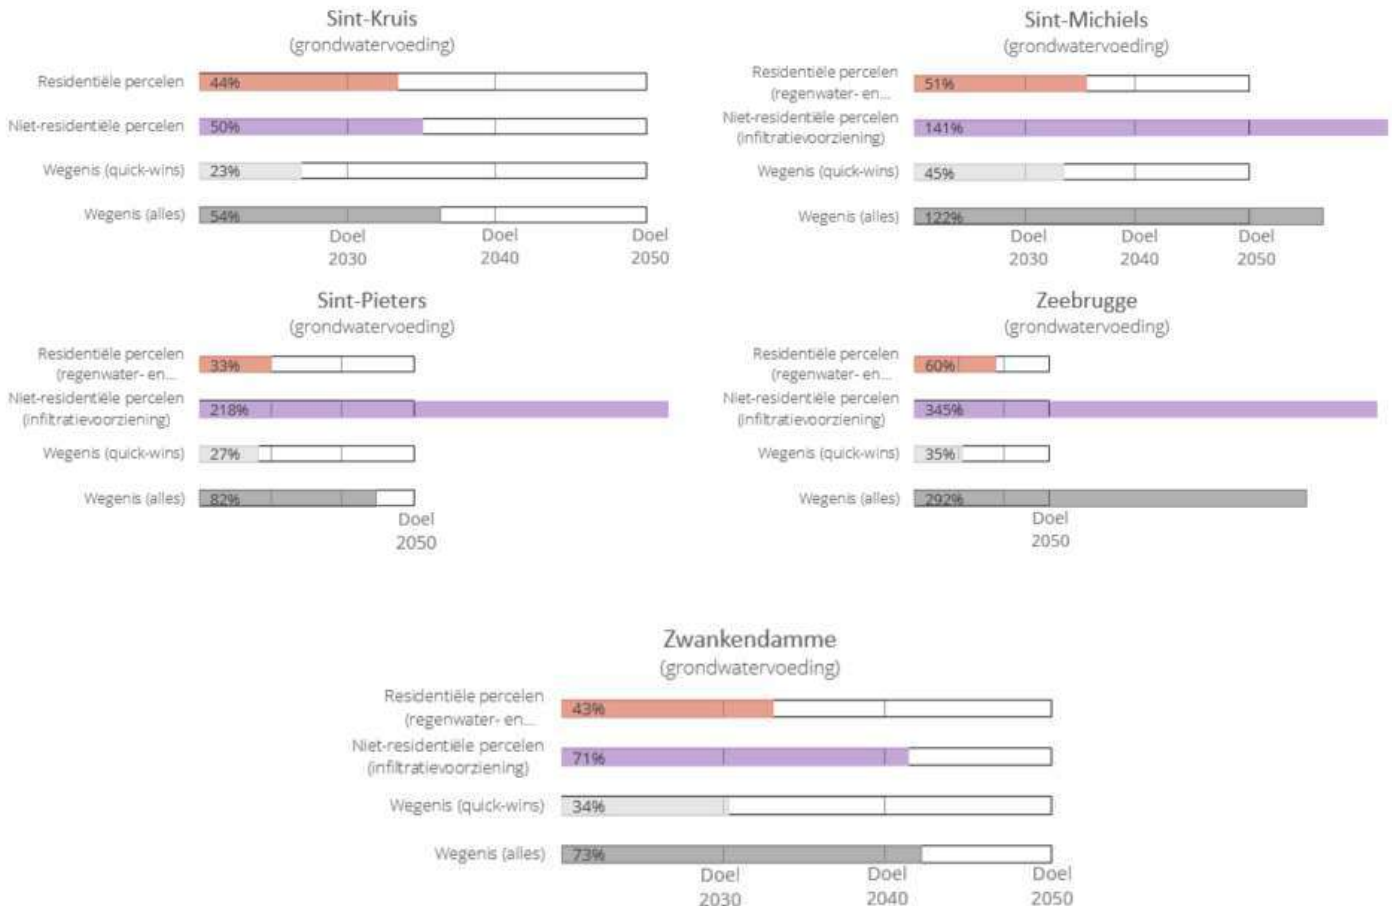 Sint-Kruis
(grondwatervoeding)
Residentiële percelen
44%
Niet-residentiële percelen
50%
Wegenis (quick-wins)
23%
Wegenis (alles)
54%
Doel
2030
Doel
2040
Doel
2050
Sint-Michiels
(grondwatervoeding)
Residentiële percelen
(regenwater- en...
51%
Niet-residentiële percelen
(infiltratievoorziening)
141%
Wegenis (quick-wins)
45%
Wegenis (alles)
122%
Doel
2030
Doel
2040
Doel
2050
Sint-Pieters
(grondwatervoeding)
Residentiële percelen
(regenwater- en...
33%
Niet-residentiële percelen
(infiltratievoorziening)
218%
Wegenis (quick-wins)
27%
Wegenis (alles)
82%
Doel
2050
Zeebrugge
(grondwatervoeding)
Residentiële percelen
(regenwater- en...
60%
Niet-residentiële percelen
(infiltratievoorziening)
345%
Wegenis (quick-wins)
35%
Wegenis (alles)
292%
Doel
2050
Zwankendamme
(grondwatervoeding)
Residentiële percelen
(regenwater- en...
43%
Niet-residentiële percelen
(infiltratievoorziening)
71%
Wegenis (quick-wins)
34%
Wegenis (alles)
73%
Doel
2030
Doel
2040
Doel
2050